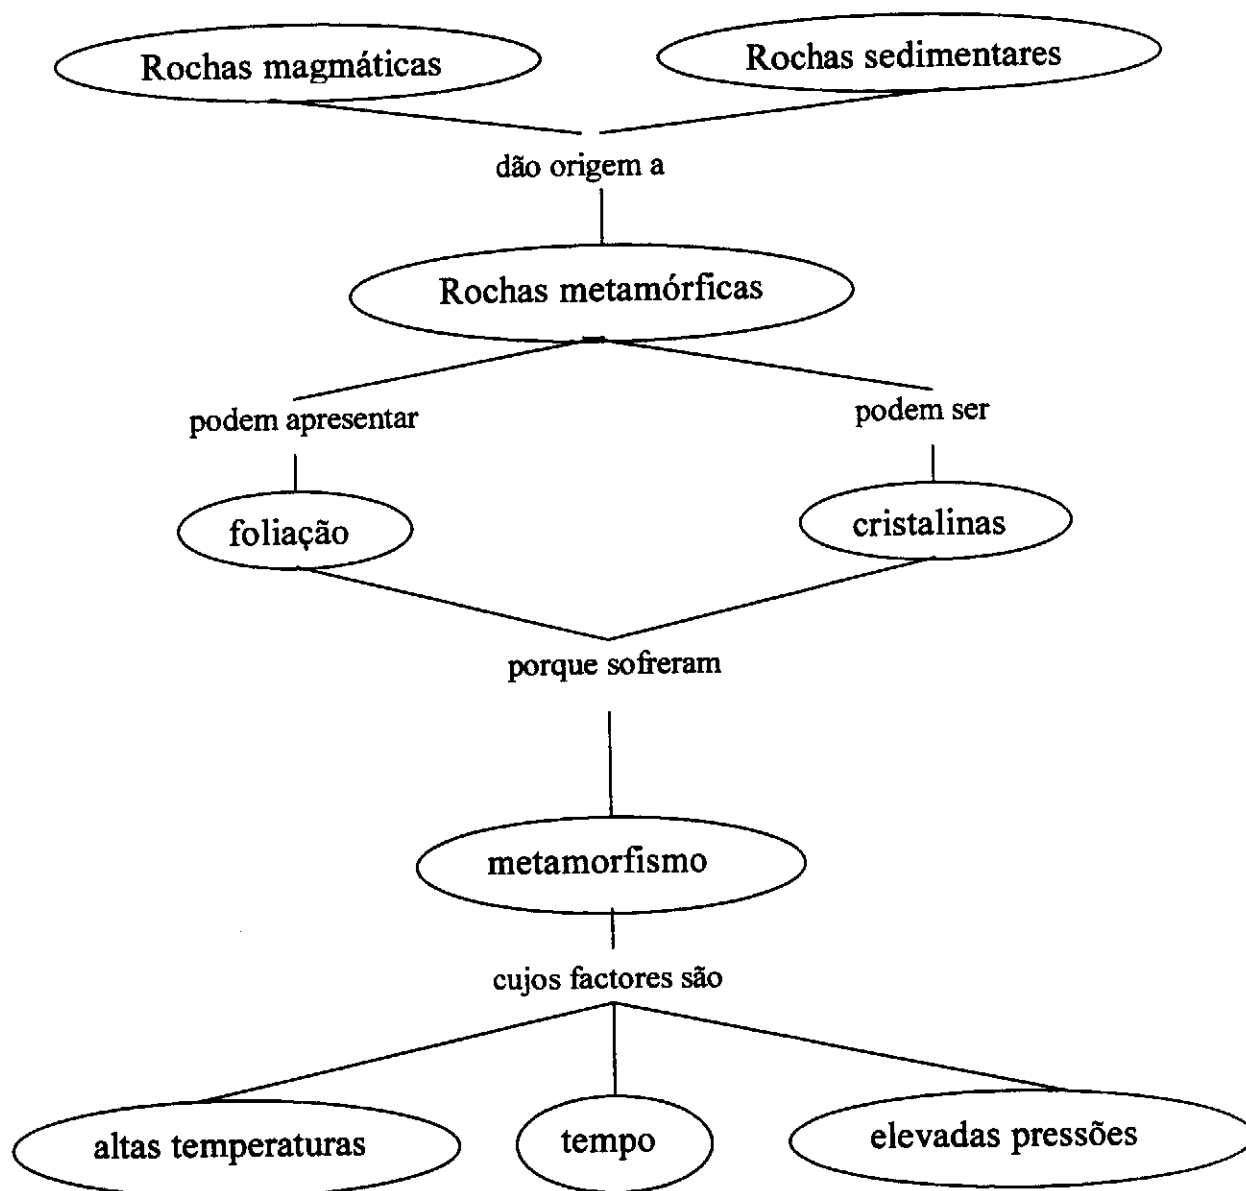 Rochas magmáticas
Rochas sedimentares
dão origem a
Rochas metamórficas
podem apresentar
podem ser
foliação
cristalinas
porque sofreram
metamorfismo
cujos factores são
altas temperaturas
tempo
elevadas pressões